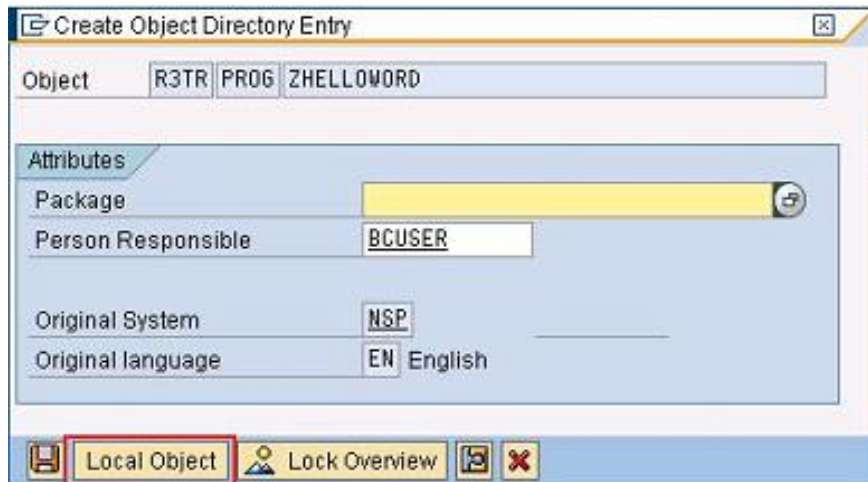 Create Object Directory Entry
Object R3TR PROG ZHELLOWORD
Attributes
Package
Person Responsible BCUSER
Original System NSP
Original language EN English
Local Object Lock Overview